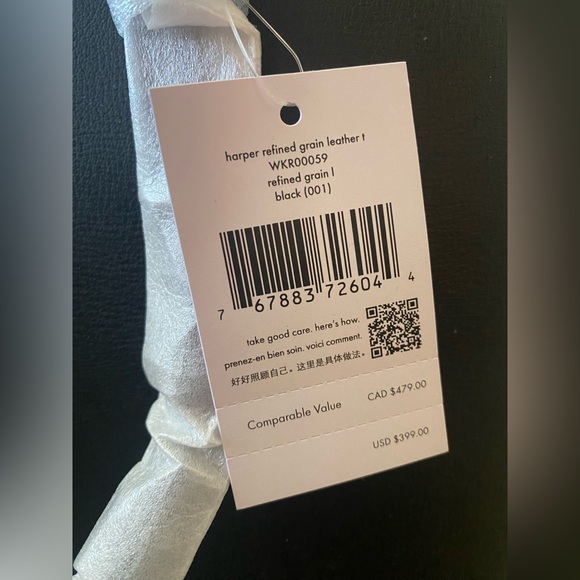 harper refined grain leather t
WKR00059
refined grain l
black (001)
7 67883 72604 4
take good care. here's how.
prenez-en bien soin. voici comment.
好好照顾自己。这里是具体做法。
Comparable Value CAD $479.00
USD $399.00